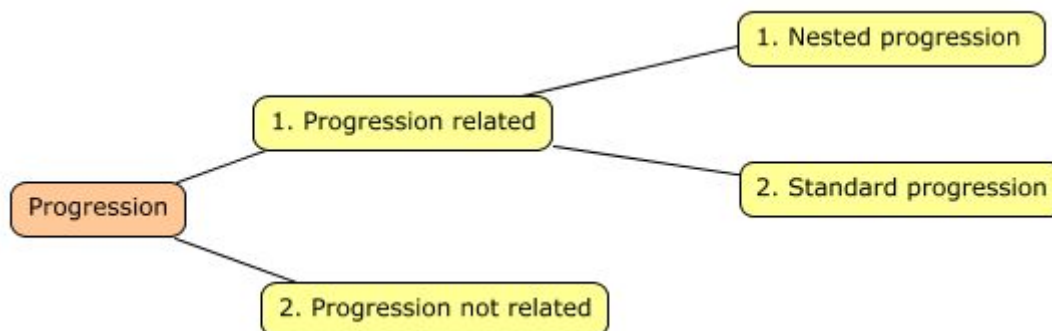 1. Nested progression
1. Progression related
2. Standard progression
Progression
2. Progression not related